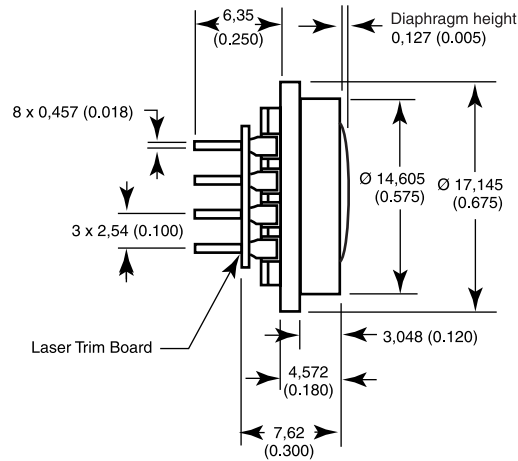 6,35
(0.250)
Diaphragm height
0,127 (0.005)
8 x 0,457 (0.018)
Ø 14,605
(0.575)
Ø 17,145
(0.675)
3 x 2,54 (0.100)
Laser Trim Board
3,048 (0.120)
4,572
(0.180)
7,62
(0.300)